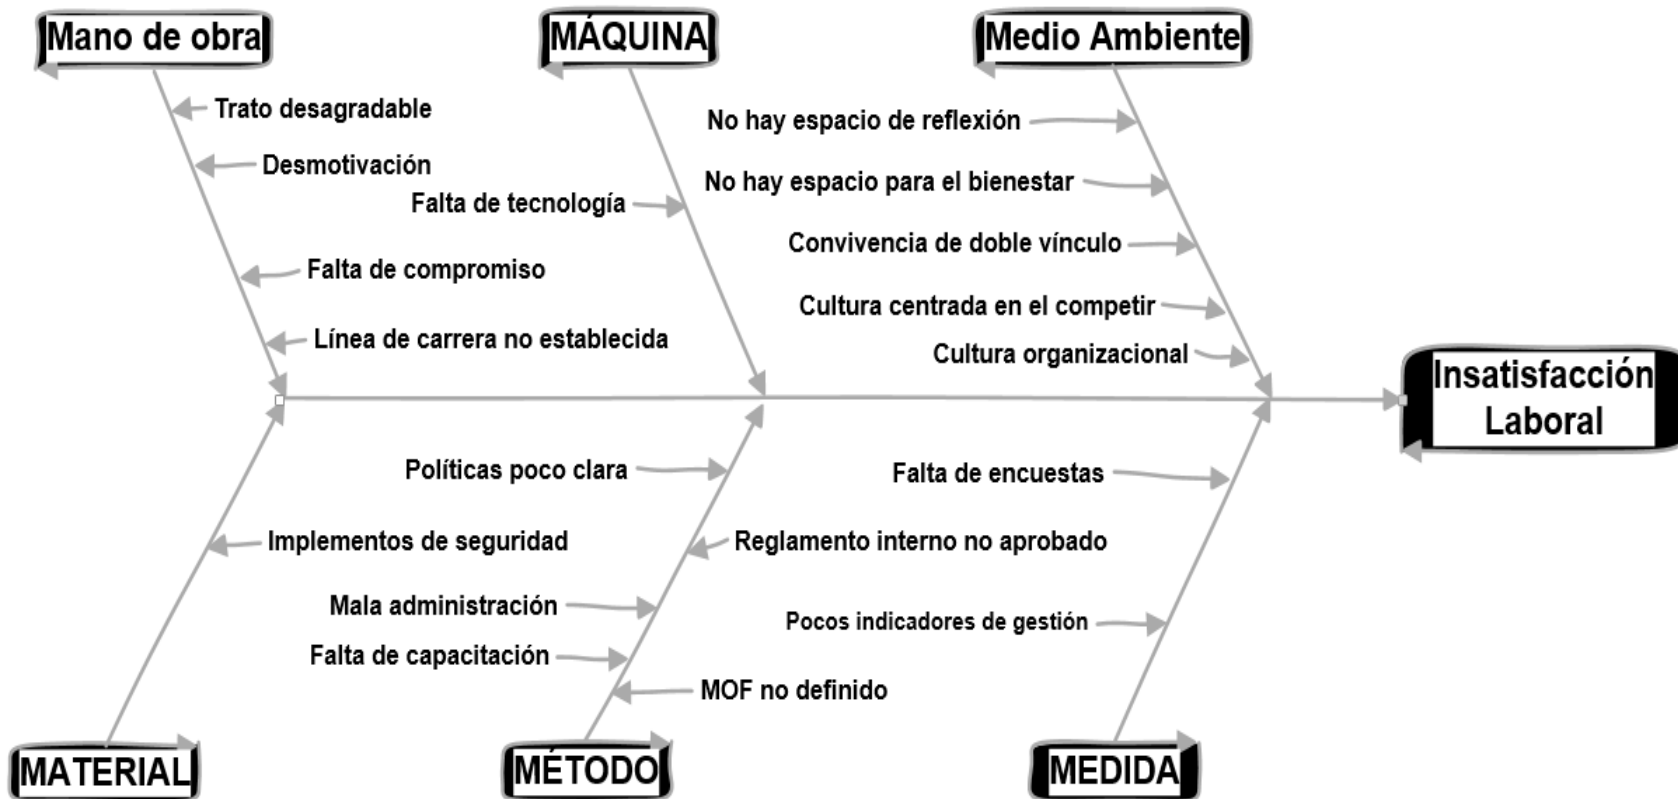 Mano de obra
MÁQUINA
Medio Ambiente
Trato desagradable
Desmotivación
Falta de compromiso
Línea de carrera no establecida
Falta de tecnología
No hay espacio de reflexión
No hay espacio para el bienestar
Convivencia de doble vínculo
Cultura centrada en el competir
Cultura organizacional
Insatisfacción
Laboral
Implementos de seguridad
Políticas poco clara
Reglamento interno no aprobado
Mala administración
Falta de capacitación
MOF no definido
Falta de encuestas
Pocos indicadores de gestión
MATERIAL
MÉTODO
MEDIDA